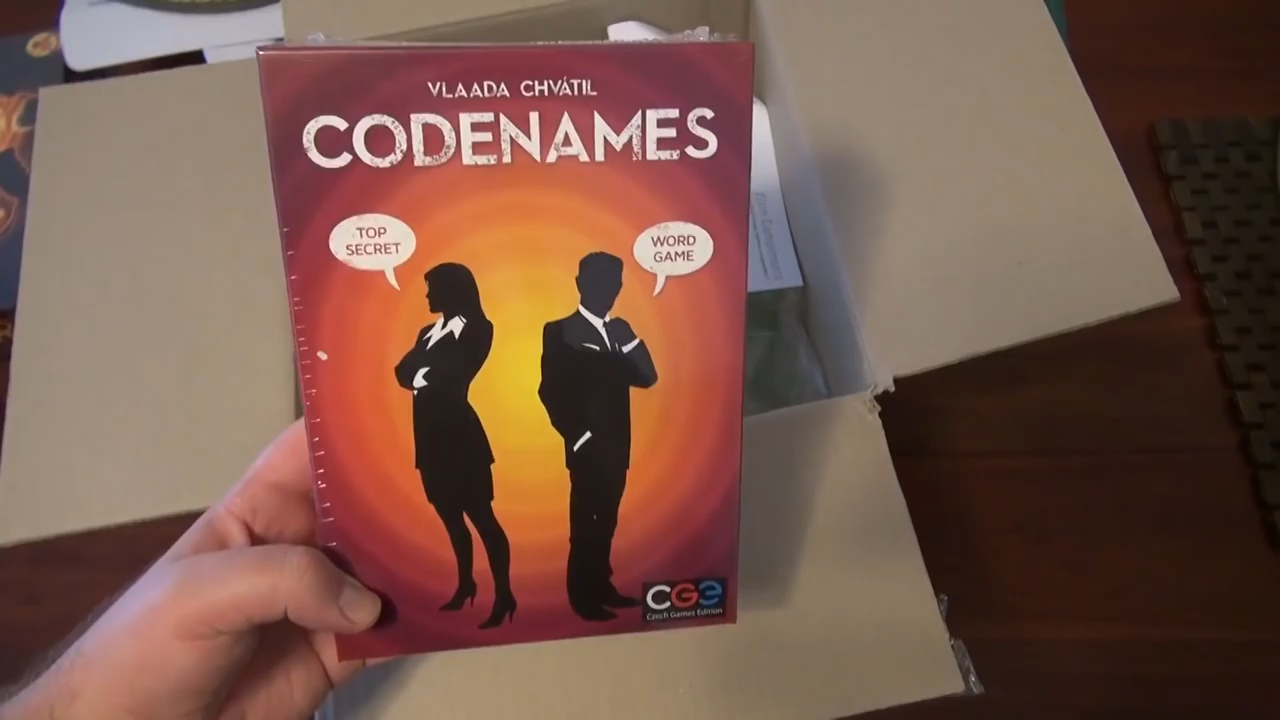 VLAADA CHVÁTIL
CODENAMES
TOP
SECRET
WORD
GAME
CGE
Czech Games Edition